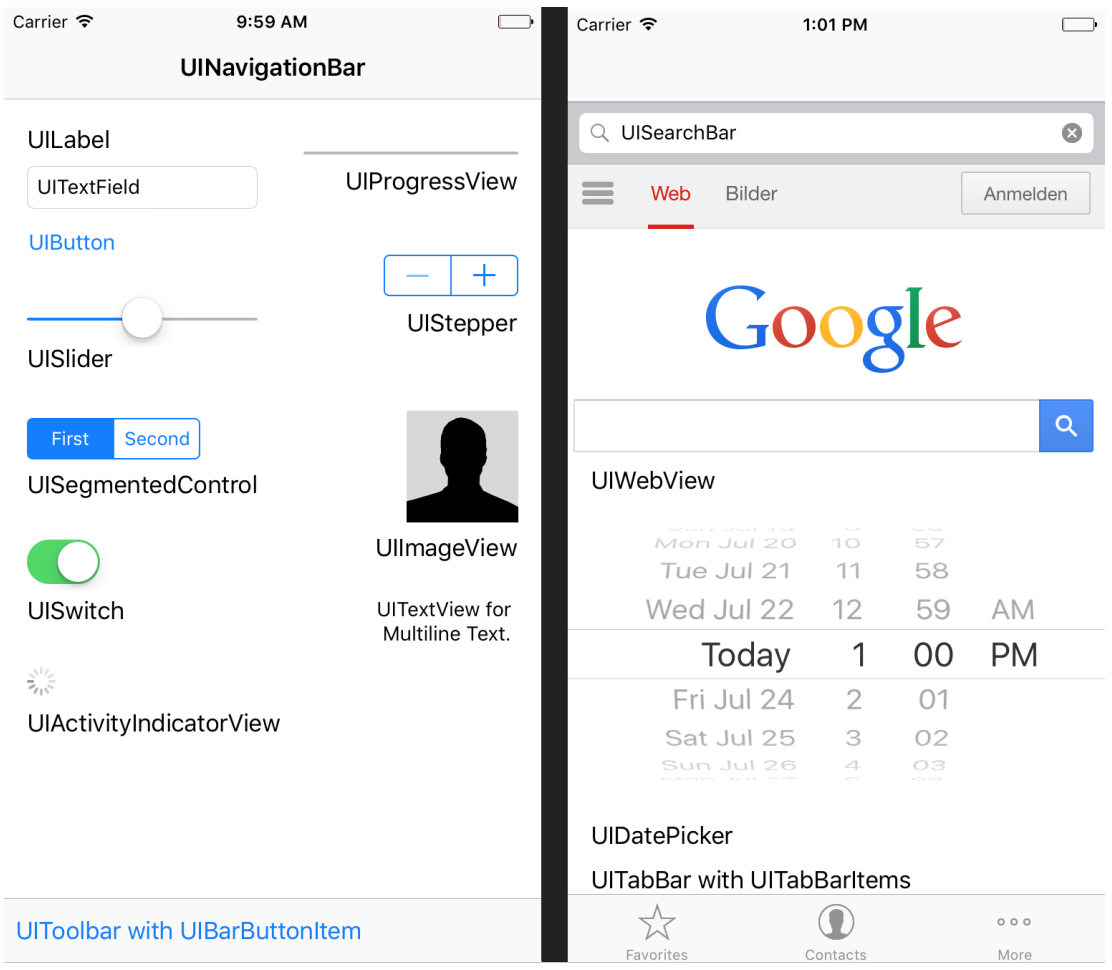 Carrier 9:59 AM
UINavigationBar
UILabel
UITextField
UIProgressView
UIButton
UIStepper
UISlider
First Second
UISegmentedControl
UIImageView
UISwitch
UITextView for
Multiline Text.
UIActivityIndicatorView
UIToolbar with UIBarButtonItem
Carrier 1:01 PM
UISearchBar
Web Bilder Anmelden
Google
UIWebView
Mon Jul 20 10 57
Tue Jul 21 11 58
Wed Jul 22 12 59 AM
Today 1 00 PM
Fri Jul 24 2 01
Sat Jul 25 3 02
Sun Jul 26 4 03
UIDatePicker
UITabBar with UITabBarItems
Favorites Contacts More